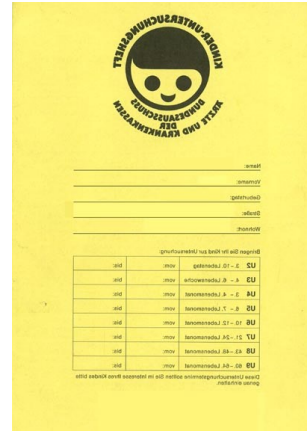 KINDER-UNTERSUCHUNGSHEFT
BUNDESAUSSCHUSS
DER
ÄRZTE UND KRANKENKASSEN
Name:
Vorname:
Geburtstag:
Straße:
Wohnort:
Bringen Sie Ihr Kind zur Untersuchung:
U2 3. – 10. Lebenstag vom: bis:
U3 4. – 6. Lebenswoche vom: bis:
U4 3. – 4. Lebensmonat vom: bis:
U5 6. – 7. Lebensmonat vom: bis:
U6 10. – 12. Lebensmonat vom: bis:
U7 21. – 24. Lebensmonat vom: bis:
U8 43. – 48. Lebensmonat vom: bis:
U9 60. – 64. Lebensmonat vom: bis:
Diese Untersuchungstermine sollten Sie im Interesse Ihres Kindes bitte
genau einhalten.